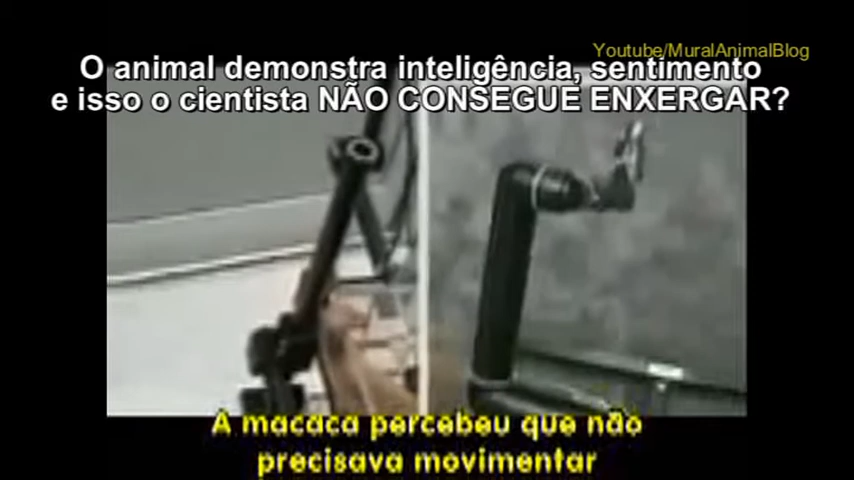 Youtube/MuralAnimalBlog
O animal demonstra inteligência, sentimento
e isso o cientista NÃO CONSEGUE ENXERGAR?
A macaca percebeu que não
precisava movimentar